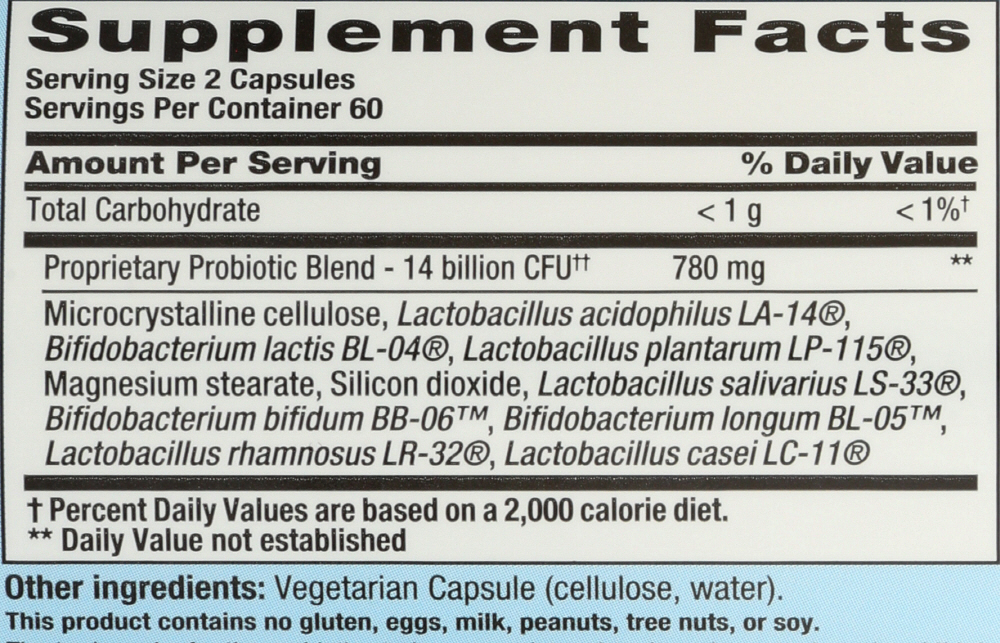 Supplement Facts
Serving Size 2 Capsules
Servings Per Container 60
Amount Per Serving % Daily Value
Total Carbohydrate < 1 g < 1%†
Proprietary Probiotic Blend - 14 billion CFU†† 780 mg **
Microcrystalline cellulose, Lactobacillus acidophilus LA-14®,
Bifidobacterium lactis BL-04®, Lactobacillus plantarum LP-115®,
Magnesium stearate, Silicon dioxide, Lactobacillus salivarius LS-33®,
Bifidobacterium bifidum BB-06™, Bifidobacterium longum BL-05™,
Lactobacillus rhamnosus LR-32®, Lactobacillus casei LC-11®
† Percent Daily Values are based on a 2,000 calorie diet.
** Daily Value not established
Other ingredients: Vegetarian Capsule (cellulose, water).
This product contains no gluten, eggs, milk, peanuts, tree nuts, or soy.